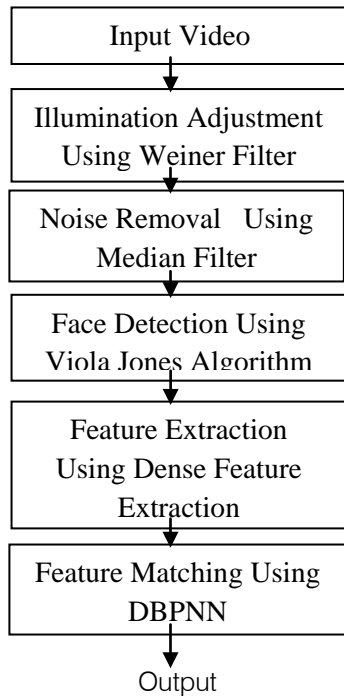 Input Video
Illumination Adjustment
Using Weiner Filter
Noise Removal Using
Median Filter
Face Detection Using
Viola Jones Algorithm
Feature Extraction
Using Dense Feature
Extraction
Feature Matching Using
DBPNN
Output